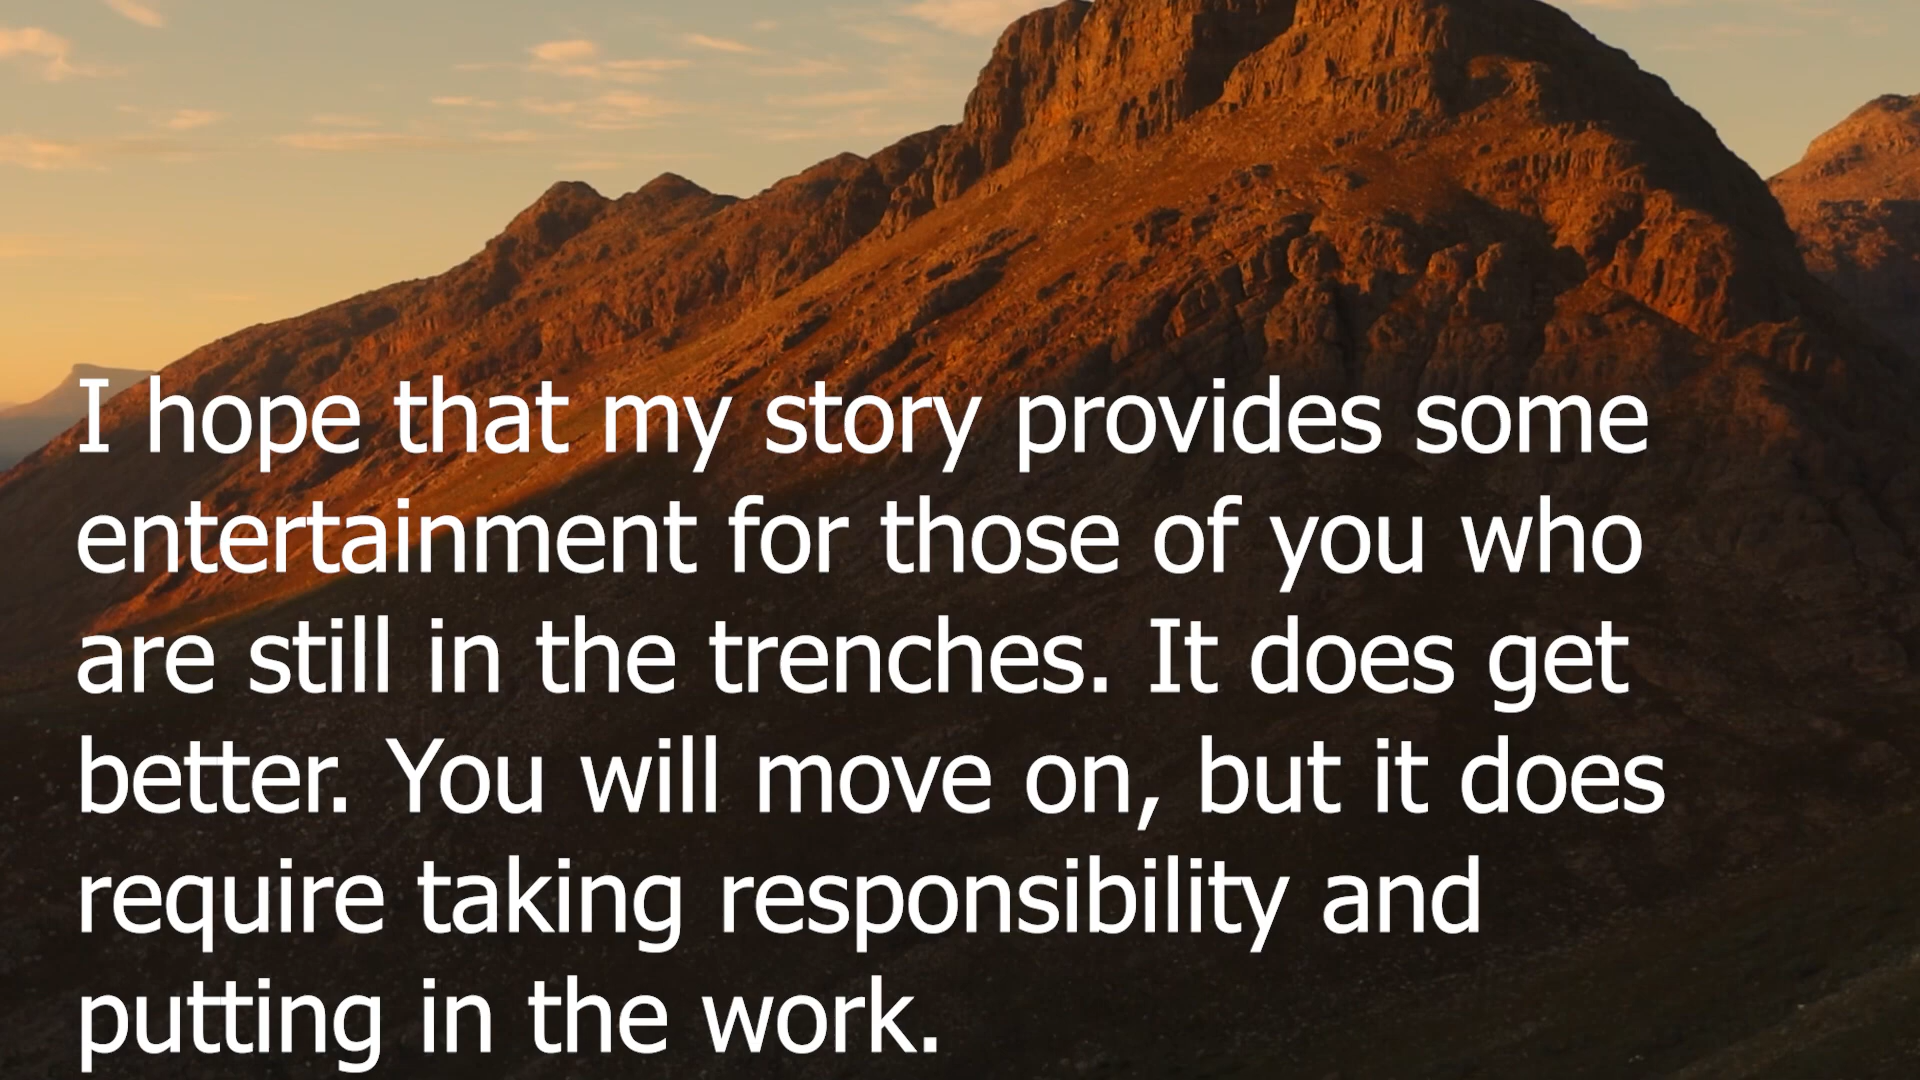 I hope that my story provides some
entertainment for those of you who
are still in the trenches. It does get
better. You will move on, but it does
require taking responsibility and
putting in the work.